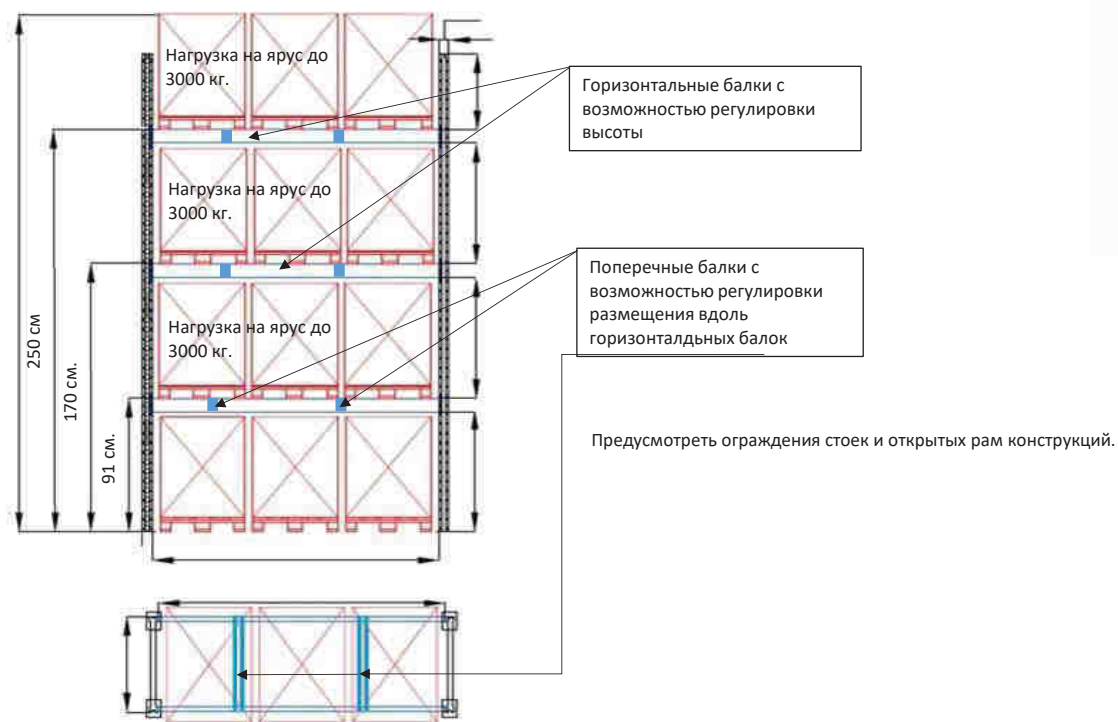 Нагрузка на ярус до
3000 кг.
Горизонтальные балки с
возможностью регулировки
высоты
Нагрузка на ярус до
3000 кг.
Поперечные балки с
возможностью регулировки
размещения вдоль
горизонталдьных балок
Нагрузка на ярус до
3000 кг.
250 см
170 см.
91 см.
Предусмотреть ограждения стоек и открытых рам конструкций.